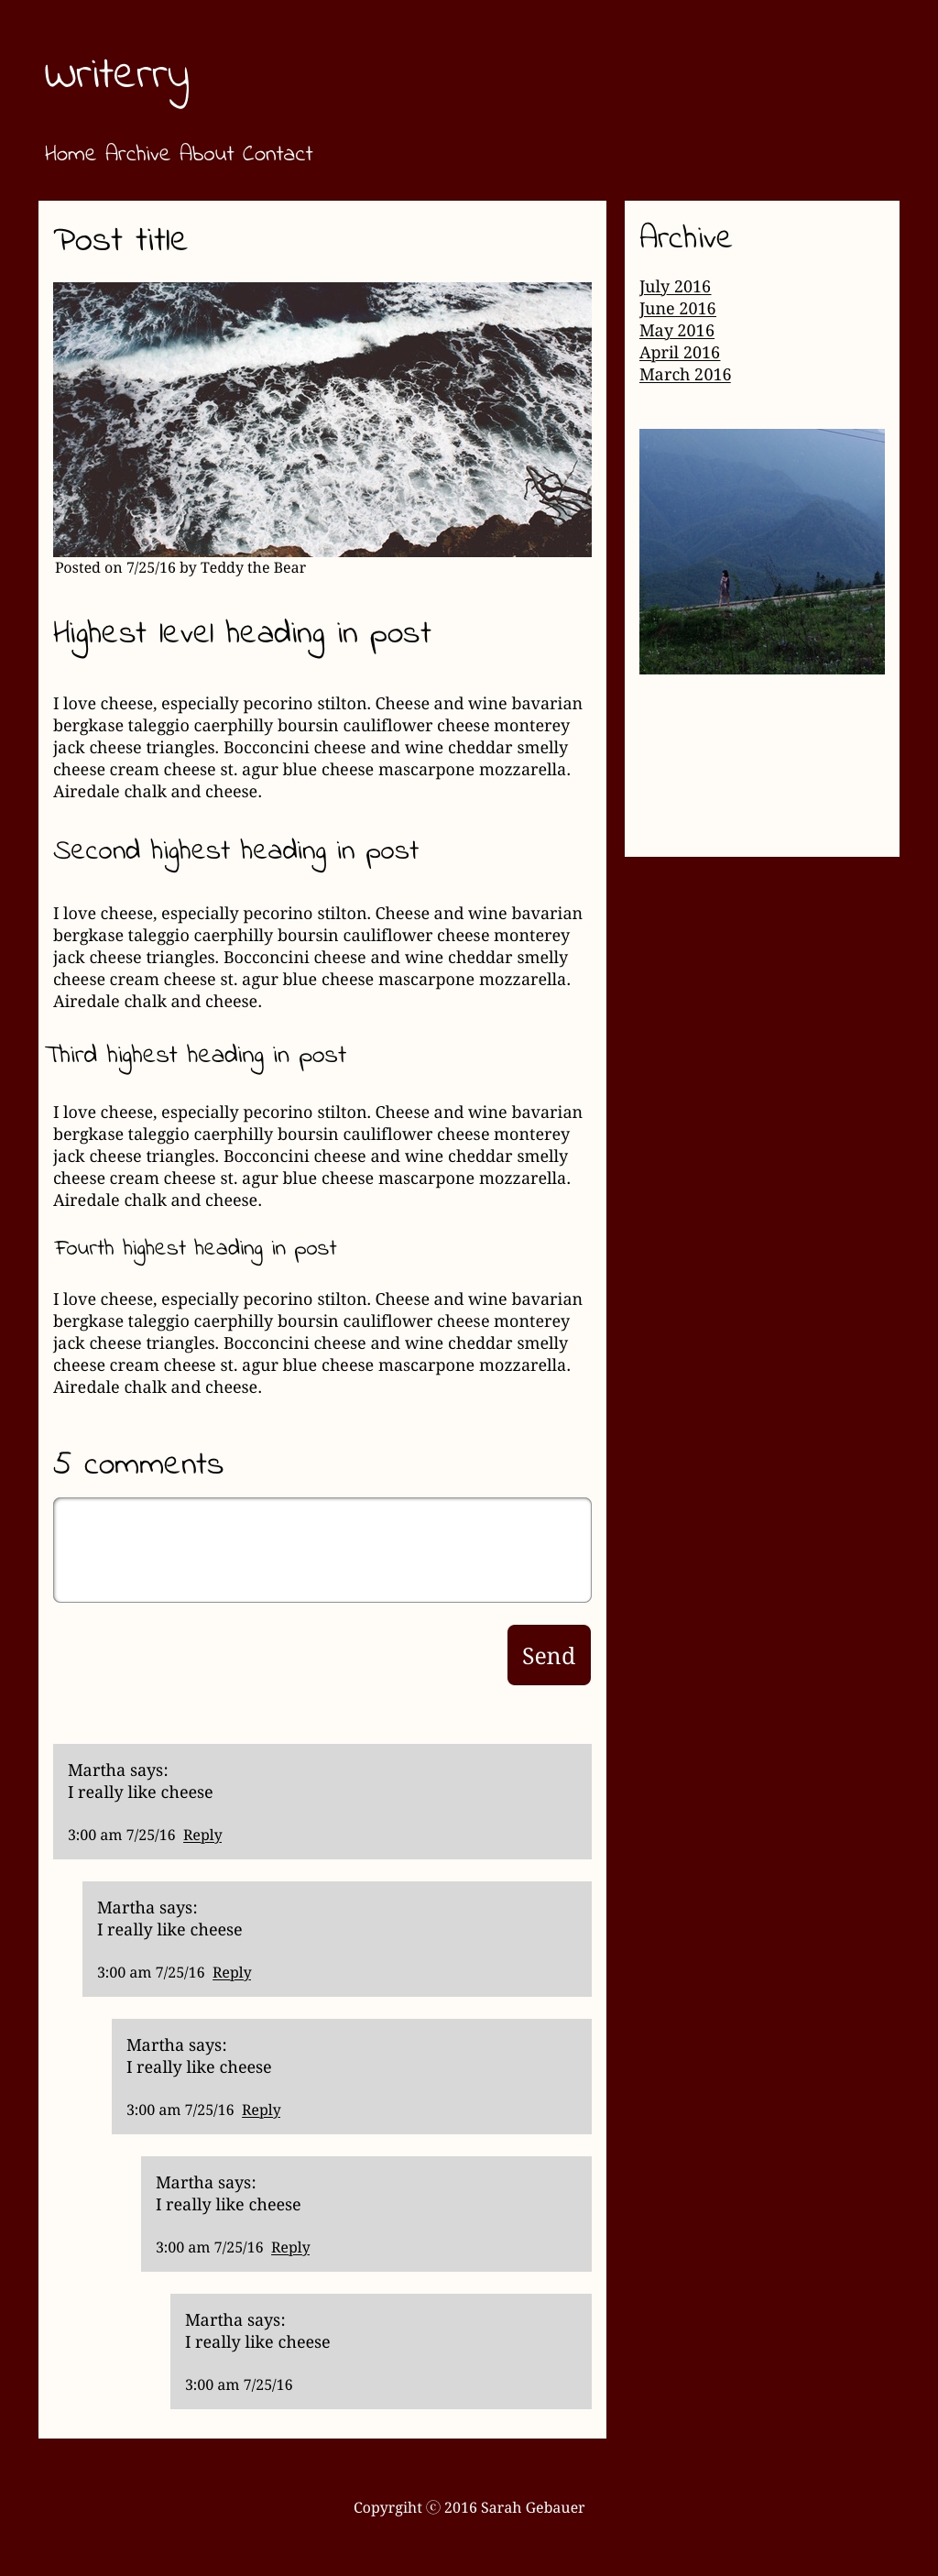 writerry
Home Archive About Contact
Post title
Posted on 7/25/16 by Teddy the Bear
Highest level heading in post
I love cheese, especially pecorino stilton. Cheese and wine bavarian
bergkase taleggio caerphilly boursin cauliflower cheese monterey
jack cheese triangles. Bocconcini cheese and wine cheddar smelly
cheese cream cheese st. agur blue cheese mascarpone mozzarella.
Airedale chalk and cheese.
Second highest heading in post
I love cheese, especially pecorino stilton. Cheese and wine bavarian
bergkase taleggio caerphilly boursin cauliflower cheese monterey
jack cheese triangles. Bocconcini cheese and wine cheddar smelly
cheese cream cheese st. agur blue cheese mascarpone mozzarella.
Airedale chalk and cheese.
Third highest heading in post
I love cheese, especially pecorino stilton. Cheese and wine bavarian
bergkase taleggio caerphilly boursin cauliflower cheese monterey
jack cheese triangles. Bocconcini cheese and wine cheddar smelly
cheese cream cheese st. agur blue cheese mascarpone mozzarella.
Airedale chalk and cheese.
Fourth highest heading in post
I love cheese, especially pecorino stilton. Cheese and wine bavarian
bergkase taleggio caerphilly boursin cauliflower cheese monterey
jack cheese triangles. Bocconcini cheese and wine cheddar smelly
cheese cream cheese st. agur blue cheese mascarpone mozzarella.
Airedale chalk and cheese.
5 comments
Send
Martha says:
I really like cheese
3:00 am 7/25/16 Reply
Martha says:
I really like cheese
3:00 am 7/25/16 Reply
Martha says:
I really like cheese
3:00 am 7/25/16 Reply
Martha says:
I really like cheese
3:00 am 7/25/16 Reply
Martha says:
I really like cheese
3:00 am 7/25/16
Archive
July 2016
June 2016
May 2016
April 2016
March 2016
Copyrgiht ⓒ 2016 Sarah Gebauer